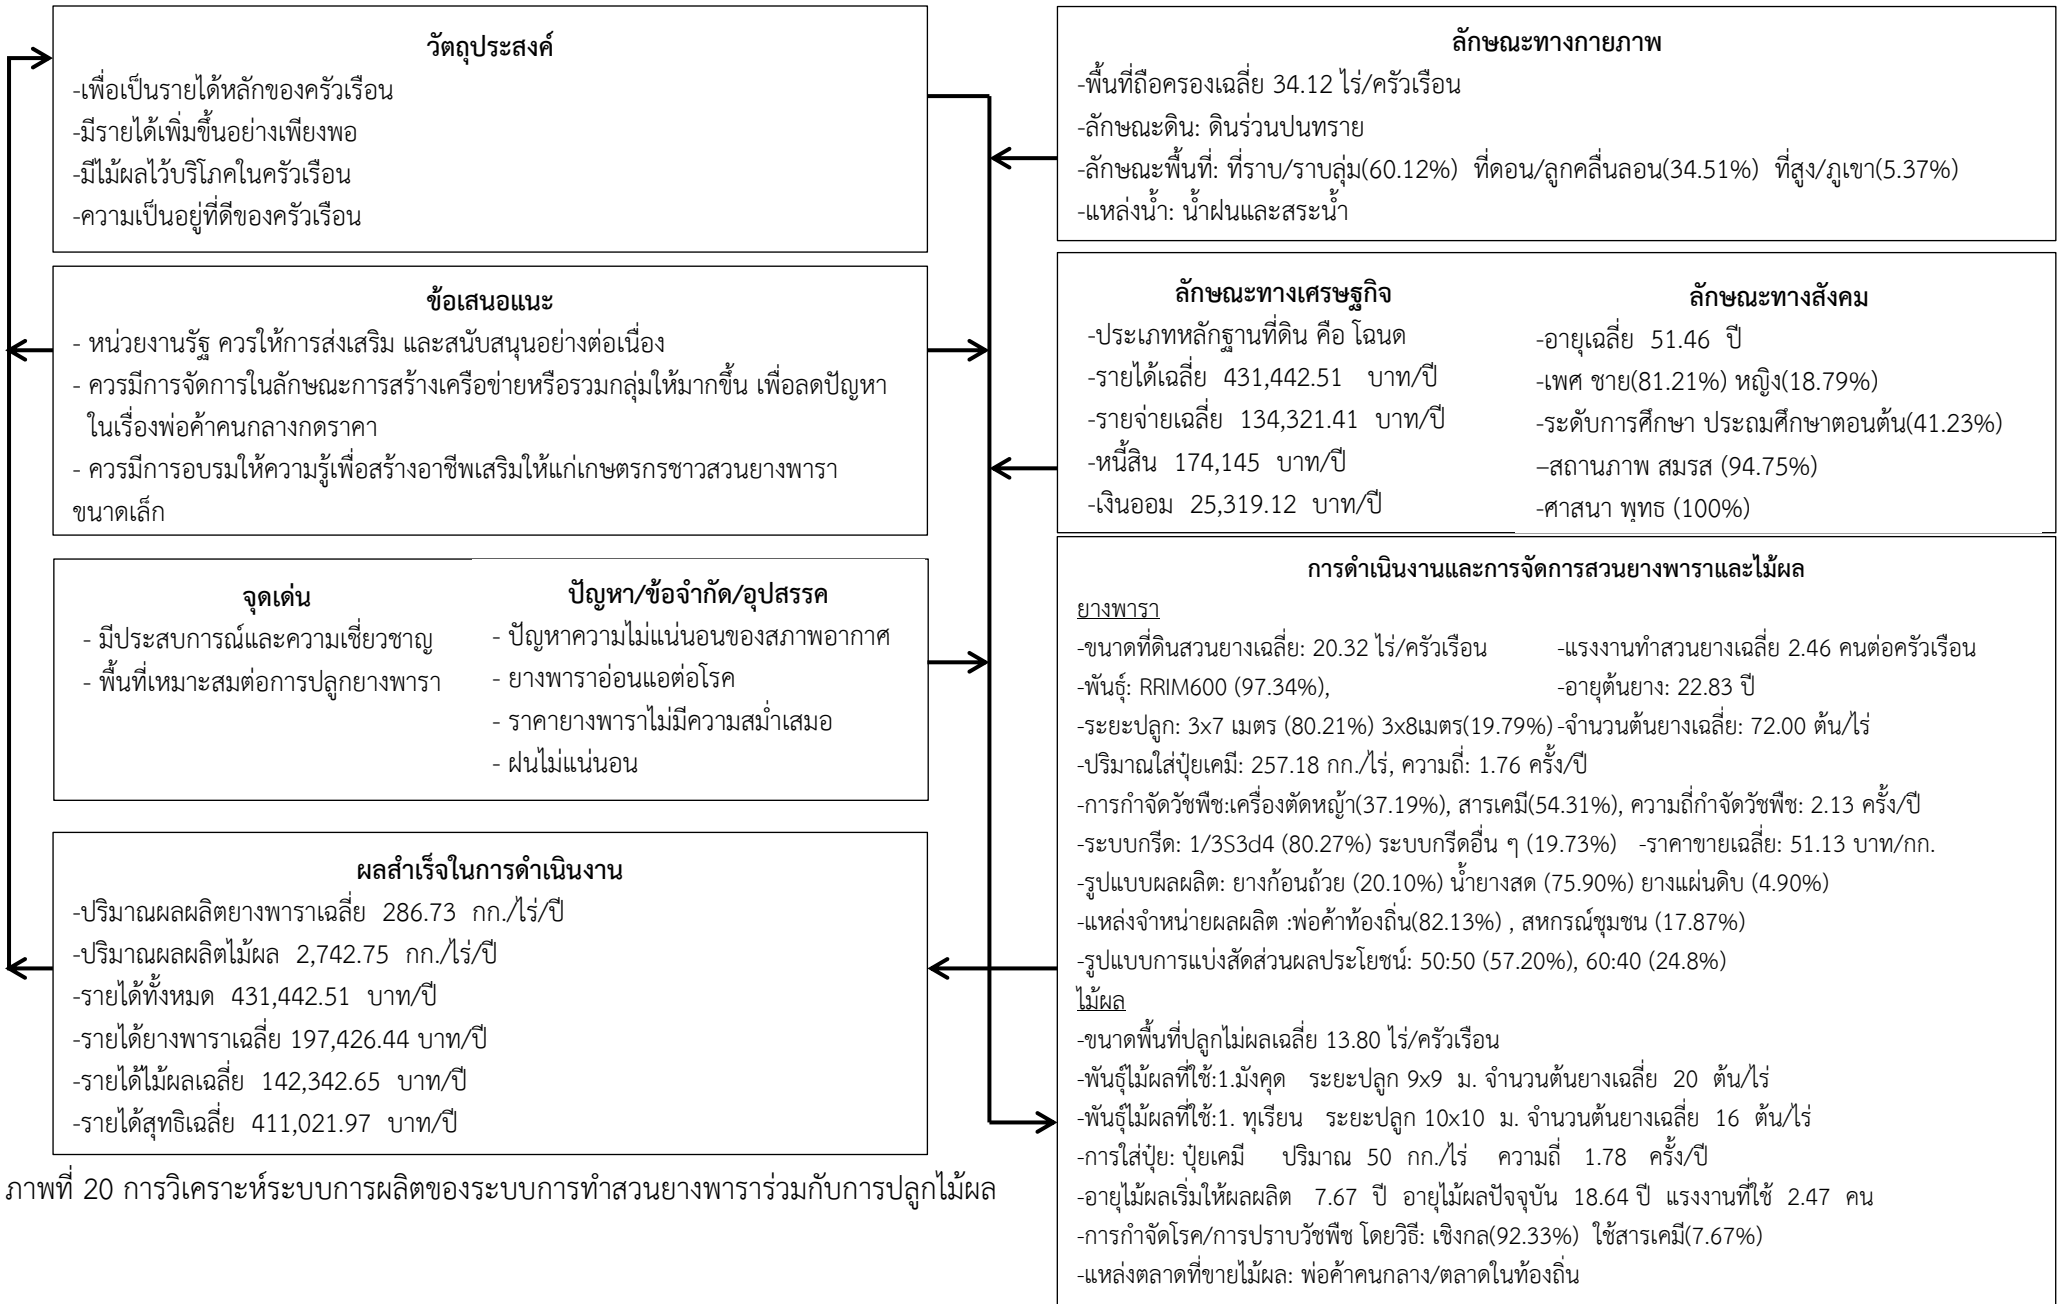 วัตถุประสงค์
-เพื่อเป็นรายได้หลักของครัวเรือน
-มีรายได้เพิ่มขึ้นอย่างเพียงพอ
-มีไม้ผลไว้บริโภคในครัวเรือน
-ความเป็นอยู่ที่ดีของครัวเรือน
ข้อเสนอแนะ
- หน่วยงานรัฐ ควรให้การส่งเสริม และสนับสนุนอย่างต่อเนื่อง
- ควรมีการจัดการในลักษณะการสร้างเครือข่ายหรือรวมกลุ่มให้มากขึ้น เพื่อลดปัญหา
ในเรื่องพ่อค้าคนกลางกดราคา
- ควรมีการอบรมให้ความรู้เพื่อสร้างอาชีพเสริมให้แก่เกษตรกรชาวสวนยางพารา
ขนาดเล็ก
จุดเด่น
- มีประสบการณ์และความเชี่ยวชาญ
- พื้นที่เหมาะสมต่อการปลูกยางพารา
ปัญหา/ข้อจำกัด/อุปสรรค
- ปัญหาความไม่แน่นอนของสภาพอากาศ
- ยางพาราอ่อนแอต่อโรค
- ราคายางพาราไม่มีความสม่ำเสมอ
- ฝนไม่แน่นอน
ผลสำเร็จในการดำเนินงาน
-ปริมาณผลผลิตยางพาราเฉลี่ย 286.73 กก./ไร่/ปี
-ปริมาณผลผลิตไม้ผล 2,742.75 กก./ไร่/ปี
-รายได้ทั้งหมด 431,442.51 บาท/ปี
-รายได้ยางพาราเฉลี่ย 197,426.44 บาท/ปี
-รายได้ไม้ผลเฉลี่ย 142,342.65 บาท/ปี
-รายได้สุทธิเฉลี่ย 411,021.97 บาท/ปี
ภาพที่ 20 การวิเคราะห์ระบบการผลิตของระบบการทำสวนยางพาราร่วมกับการปลูกไม้ผล
ลักษณะทางกายภาพ
-พื้นที่ถือครองเฉลี่ย 34.12 ไร่/ครัวเรือน
-ลักษณะดิน: ดินร่วนปนทราย
-ลักษณะพื้นที่: ที่ราบ/ราบลุ่ม(60.12%) ที่ดอน/ลูกคลื่นลอน(34.51%) ที่สูง/ภูเขา(5.37%)
-แหล่งน้ำ: น้ำฝนและสระน้ำ
ลักษณะทางเศรษฐกิจ
-ประเภทหลักฐานที่ดิน คือ โฉนด
-รายได้เฉลี่ย 431,442.51 บาท/ปี
-รายจ่ายเฉลี่ย 134,321.41 บาท/ปี
-หนี้สิน 174,145 บาท/ปี
-เงินออม 25,319.12 บาท/ปี
ลักษณะทางสังคม
-อายุเฉลี่ย 51.46 ปี
-เพศ ชาย(81.21%) หญิง(18.79%)
-ระดับการศึกษา ประถมศึกษาตอนต้น(41.23%)
–สถานภาพ สมรส (94.75%)
-ศาสนา พุทธ (100%)
การดำเนินงานและการจัดการสวนยางพาราและไม้ผล
ยางพารา
-ขนาดที่ดินสวนยางเฉลี่ย: 20.32 ไร่/ครัวเรือน -แรงงานทำสวนยางเฉลี่ย 2.46 คนต่อครัวเรือน
-พันธุ์: RRIM600 (97.34%), -อายุต้นยาง: 22.83 ปี
-ระยะปลูก: 3x7 เมตร (80.21%) 3x8เมตร(19.79%) -จำนวนต้นยางเฉลี่ย: 72.00 ต้น/ไร่
-ปริมาณใส่ปุ๋ยเคมี: 257.18 กก./ไร่, ความถี่: 1.76 ครั้ง/ปี
-การกำจัดวัชพืช:เครื่องตัดหญ้า(37.19%), สารเคมี(54.31%), ความถี่กำจัดวัชพืช: 2.13 ครั้ง/ปี
-ระบบกรีด: 1/3S3d4 (80.27%) ระบบกรีดอื่น ๆ (19.73%) -ราคาขายเฉลี่ย: 51.13 บาท/กก.
-รูปแบบผลผลิต: ยางก้อนถ้วย (20.10%) น้ำยางสด (75.90%) ยางแผ่นดิบ (4.90%)
-แหล่งจำหน่ายผลผลิต :พ่อค้าท้องถิ่น(82.13%) , สหกรณ์ชุมชน (17.87%)
-รูปแบบการแบ่งสัดส่วนผลประโยชน์: 50:50 (57.20%), 60:40 (24.8%)
ไม้ผล
-ขนาดพื้นที่ปลูกไม่ผลเฉลี่ย 13.80 ไร่/ครัวเรือน
-พันธุ์ไม้ผลที่ใช้:1.มังคุด ระยะปลูก 9x9 ม. จำนวนต้นยางเฉลี่ย 20 ต้น/ไร่
-พันธุ์ไม้ผลที่ใช้:1. ทุเรียน ระยะปลูก 10x10 ม. จำนวนต้นยางเฉลี่ย 16 ต้น/ไร่
-การใส่ปุ๋ย: ปุ๋ยเคมี ปริมาณ 50 กก./ไร่ ความถี่ 1.78 ครั้ง/ปี
-อายุไม้ผลเริ่มให้ผลผลิต 7.67 ปี อายุไม้ผลปัจจุบัน 18.64 ปี แรงงานที่ใช้ 2.47 คน
-การกำจัดโรค/การปราบวัชพืช โดยวิธี: เชิงกล(92.33%) ใช้สารเคมี(7.67%)
-แหล่งตลาดที่ขายไม้ผล: พ่อค้าคนกลาง/ตลาดในท้องถิ่น